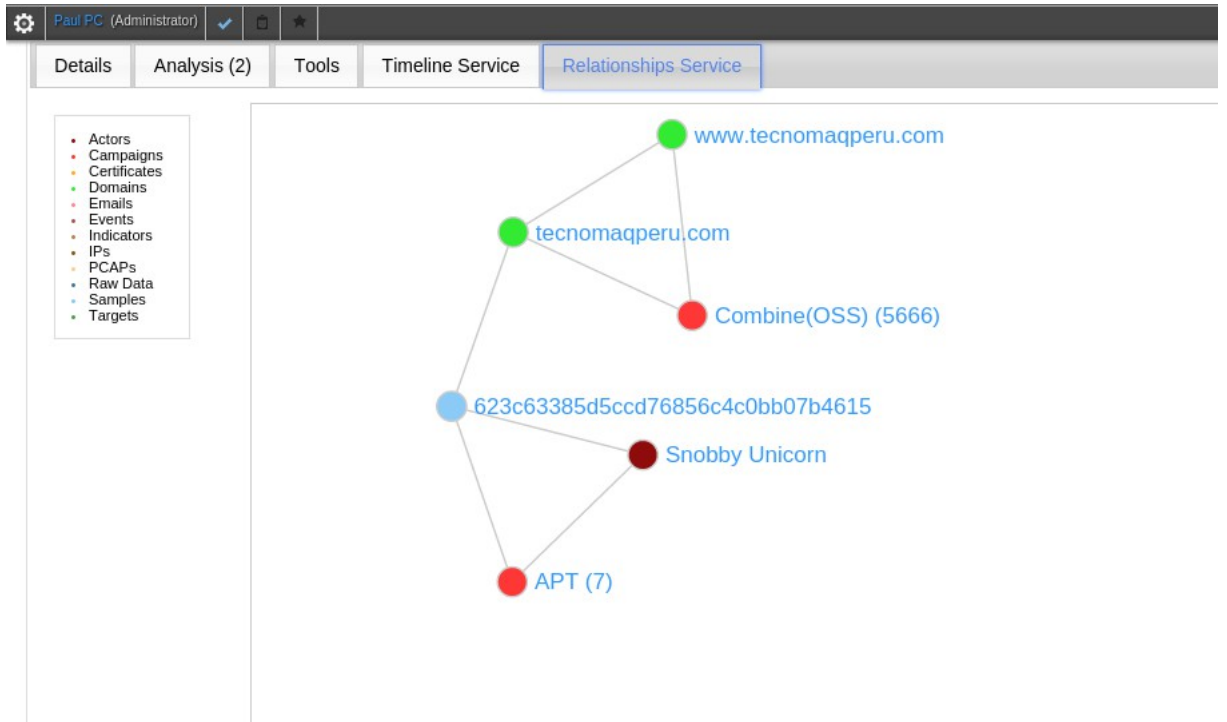 Paul PC (Administrator)
Details Analysis (2) Tools Timeline Service Relationships Service
Actors
Campaigns
Certificates
Domains
Emails
Events
Indicators
IPs
PCAPs
Raw Data
Samples
Targets
www.tecnomaqperu.com
tecnomaqperu.com
Combine(OSS) (5666)
623c63385d5ccd76856c4c0bb07b4615
Snobby Unicorn
APT (7)